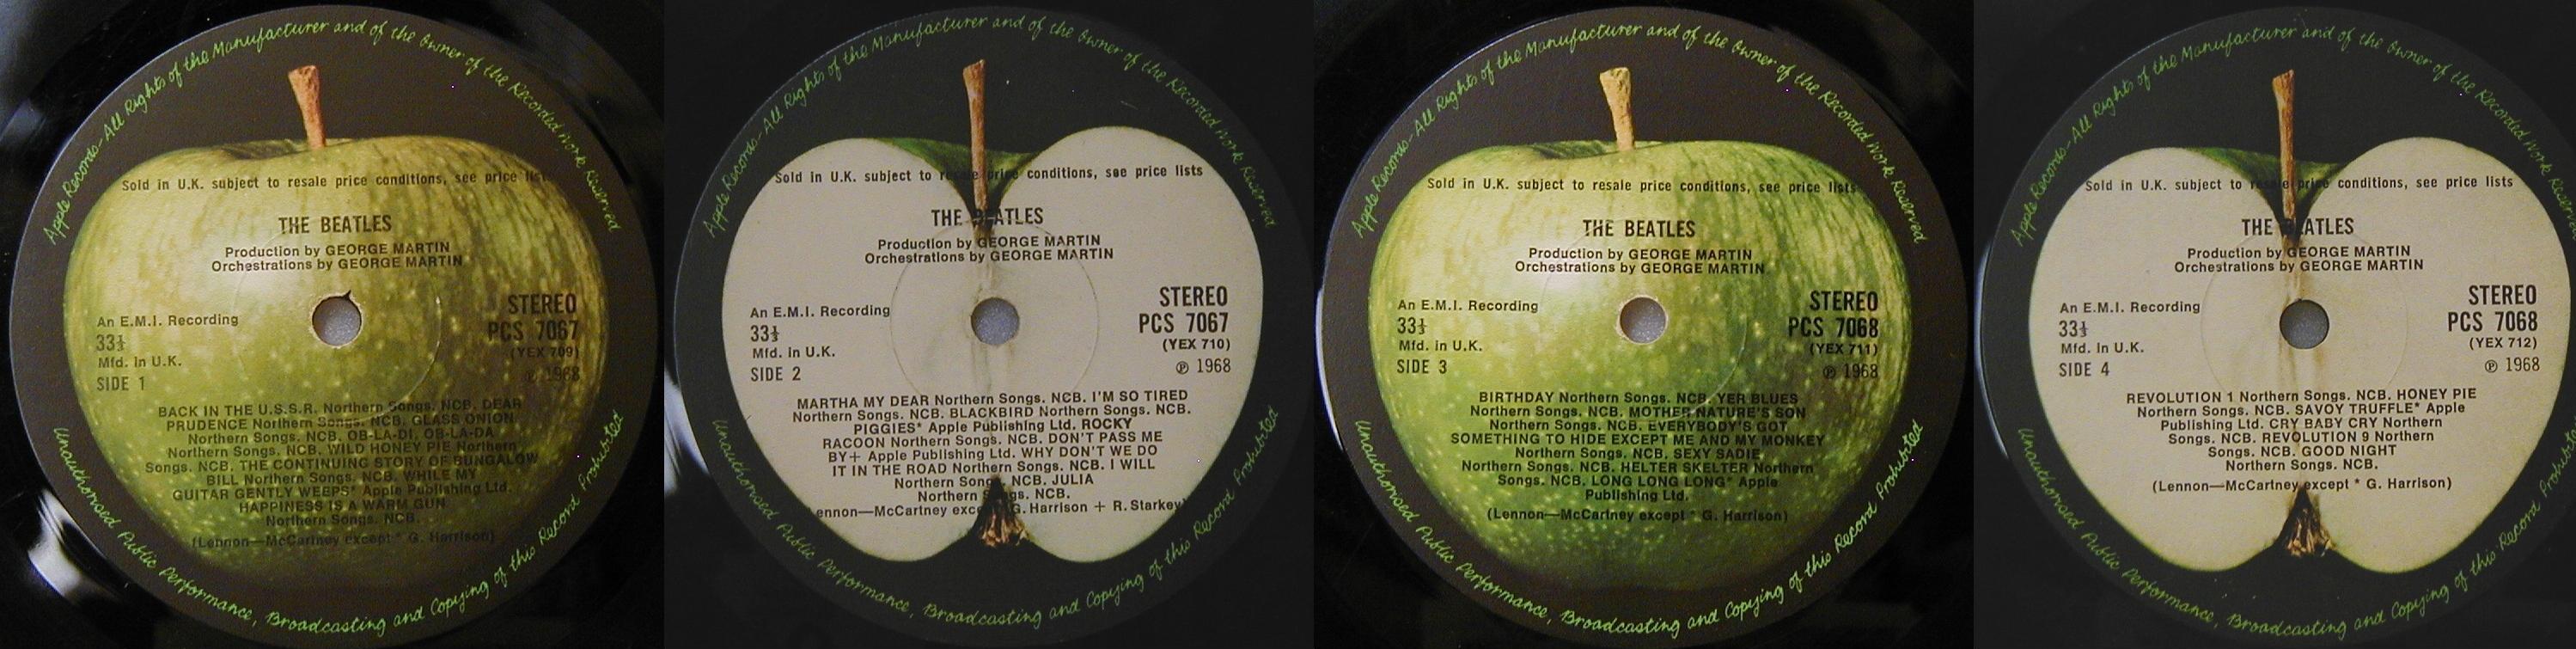 Apple Records-All Rights of the Manufacturer and of the Owner of the Recorded Work Reserved
Sold in U.K. subject to resale price conditions, see price lists
THE BEATLES
Production by GEORGE MARTIN
Orchestrations by GEORGE MARTIN
STEREO
PCS 7067
(YEX 709)
℗ 1968
An E.M.I. Recording
33⅓
Mfd. in U.K.
SIDE 1
BACK IN THE U.S.S.R. Northern Songs. NCB. DEAR
PRUDENCE Northern Songs. NCB. GLASS ONION
Northern Songs. NCB. OB-LA-DI, OB-LA-DA
Northern Songs. NCB. WILD HONEY PIE Northern
Songs. NCB. THE CONTINUING STORY OF BUNGALOW
BILL Northern Songs. NCB. WHILE MY
GUITAR GENTLY WEEPS* Apple Publishing Ltd.
HAPPINESS IS A WARM GUN
Northern Songs. NCB.
(Lennon—McCartney except * G. Harrison)
Unauthorised Public Performance, Broadcasting and Copying of this Record Prohibited
Apple Records-All Rights of the Manufacturer and of the Owner of the Recorded Work Reserved
Sold in U.K. subject to resale price conditions, see price lists
THE BEATLES
Production by GEORGE MARTIN
Orchestrations by GEORGE MARTIN
STEREO
PCS 7067
(YEX 710)
℗ 1968
An E.M.I. Recording
33⅓
Mfd. in U.K.
SIDE 2
MARTHA MY DEAR Northern Songs. NCB. I'M SO TIRED
Northern Songs. NCB. BLACKBIRD Northern Songs. NCB.
PIGGIES* Apple Publishing Ltd. ROCKY
RACOON Northern Songs. NCB. DON'T PASS ME
BY+ Apple Publishing Ltd. WHY DON'T WE DO
IT IN THE ROAD Northern Songs. NCB. I WILL
Northern Songs. NCB. JULIA
Northern Songs. NCB.
Lennon—McCartney except G. Harrison + R. Starkey)
Unauthorised Public Performance, Broadcasting and Copying of this Record Prohibited
Apple Records-All Rights of the Manufacturer and of the Owner of the Recorded Work Reserved
Sold in U.K. subject to resale price conditions, see price lists
THE BEATLES
Production by GEORGE MARTIN
Orchestrations by GEORGE MARTIN
STEREO
PCS 7068
(YEX 711)
℗ 1968
An E.M.I. Recording
33⅓
Mfd. in U.K.
SIDE 3
BIRTHDAY Northern Songs. NCB. YER BLUES
Northern Songs. NCB. MOTHER NATURE'S SON
Northern Songs. NCB. EVERYBODY'S GOT
SOMETHING TO HIDE EXCEPT ME AND MY MONKEY
Northern Songs. NCB. SEXY SADIE
Northern Songs. NCB. HELTER SKELTER Northern
Songs. NCB. LONG LONG LONG* Apple
Publishing Ltd.
(Lennon—McCartney except * G. Harrison)
Unauthorised Public Performance, Broadcasting and Copying of this Record Prohibited
Apple Records-All Rights of the Manufacturer and of the Owner of the Recorded Work Reserved
Sold in U.K. subject to resale price conditions, see price lists
THE BEATLES
Production by GEORGE MARTIN
Orchestrations by GEORGE MARTIN
STEREO
PCS 7068
(YEX 712)
℗ 1968
An E.M.I. Recording
33⅓
Mfd. in U.K.
SIDE 4
REVOLUTION 1 Northern Songs. NCB. HONEY PIE
Northern Songs. NCB. SAVOY TRUFFLE* Apple
Publishing Ltd. CRY BABY CRY Northern
Songs. NCB. REVOLUTION 9 Northern
Songs. NCB. GOOD NIGHT
Northern Songs. NCB.
(Lennon—McCartney except * G. Harrison)
Unauthorised Public Performance, Broadcasting and Copying of this Record Prohibited